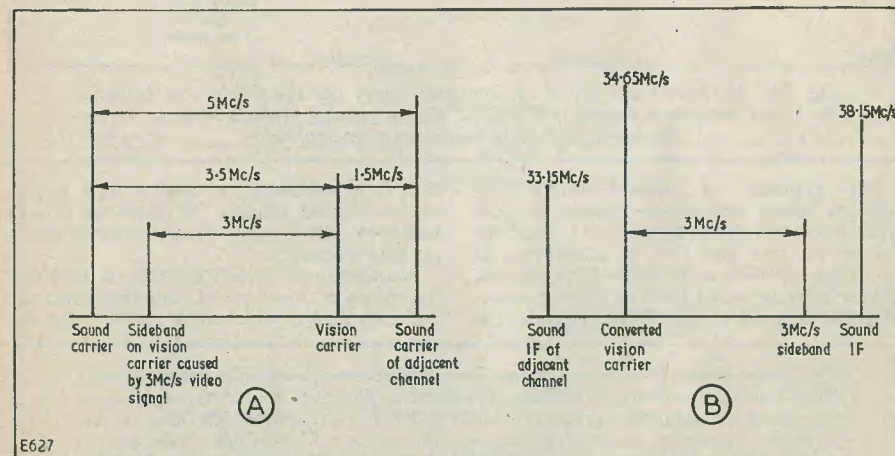 5Mc/s
3·5Mc/s
1·5Mc/s
3Mc/s
Sound
carrier
Sideband
on vision
carrier caused
by 3Mc/s video
signal
Vision
carrier
Sound
carrier
of adjacent
channel
A
34·65Mc/s
38·15Mc/s
33·15Mc/s
3Mc/s
Sound
IF of
adjacent
channel
Converted
vision
carrier
3Mc/s
sideband
Sound
IF
B
E627